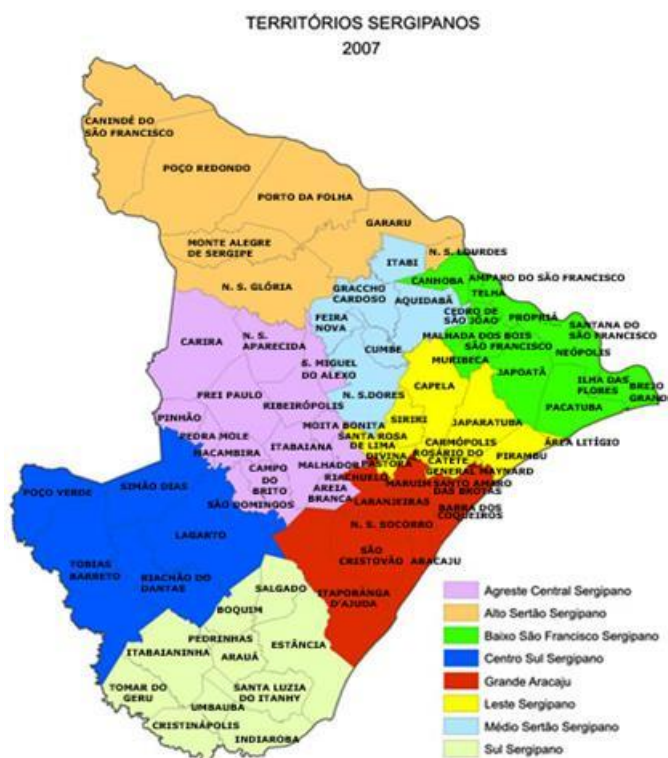 TERRITÓRIOS SERGIPANOS
2007
CANINDÉ DO
SÃO FRANCISCO
POÇO REDONDO
PORTO DA FOLHA
GARARU
MONTE ALEGRE
DE SERGIPE
N. S. LOURDES
ITABI
N. S. GLÓRIA
GRACCHO
CARDOSO
CANHOBA
AMPARO DO SÃO FRANCISCO
TELHA
AQUIDABÃ
FEIRA
NOVA
CEDRO DE
SÃO JOÃO
PROPRIÁ
SANTANA DO
SÃO FRANCISCO
CARIRA
N. S.
APARECIDA
MALHADA DOS BOIS
SÃO FRANCISCO
NEÓPOLIS
CUMBE
MURIBECA
S. MIGUEL
DO ALEXO
JAPOATÃ
CAPELA
ILHA DAS
FLORES
BREJO
GRANDE
FREI PAULO
N. S.DORES
RIBEIRÓPOLIS
PACATUBA
PINHÃO
MOITA BONITA
SIRIRI
JAPARATUBA
PEDRA MOLE
ITABAIANA
SANTA ROSA
DE LIMA
CARMÓPOLIS
ÁREA LITÍGIO
MACAMBIRA
DIVINA
PASTORA
ROSÁRIO DO
CATETE
PIRAMBU
CAMPO
DO
BRITO
MALHADOR
GENERAL MAYNARD
RIACHUELO
MARUIM
SANTO AMARO
DAS BROTAS
POÇO VERDE
SIMÃO DIAS
AREIA
BRANCA
SÃO DOMINGOS
LARANJEIRAS
BARRA DOS
COQUEIROS
N. S. SOCORRO
LAGARTO
SÃO
CRISTOVÃO
ARACAJU
TOBIAS
BARRETO
RIACHÃO DO
DANTAS
SALGADO
ITAPORANGA
D'AJUDA
BOQUIM
PEDRINHAS
ITABAIANINHA
ARAUÁ
ESTÂNCIA
TOMAR DO
GERU
SANTA LUZIA
DO ITANHY
UMBAUBA
CRISTINÁPOLIS
INDIAROBA
Agreste Central Sergipano
Alto Sertão Sergipano
Baixo São Francisco Sergipano
Centro Sul Sergipano
Grande Aracaju
Leste Sergipano
Médio Sertão Sergipano
Sul Sergipano